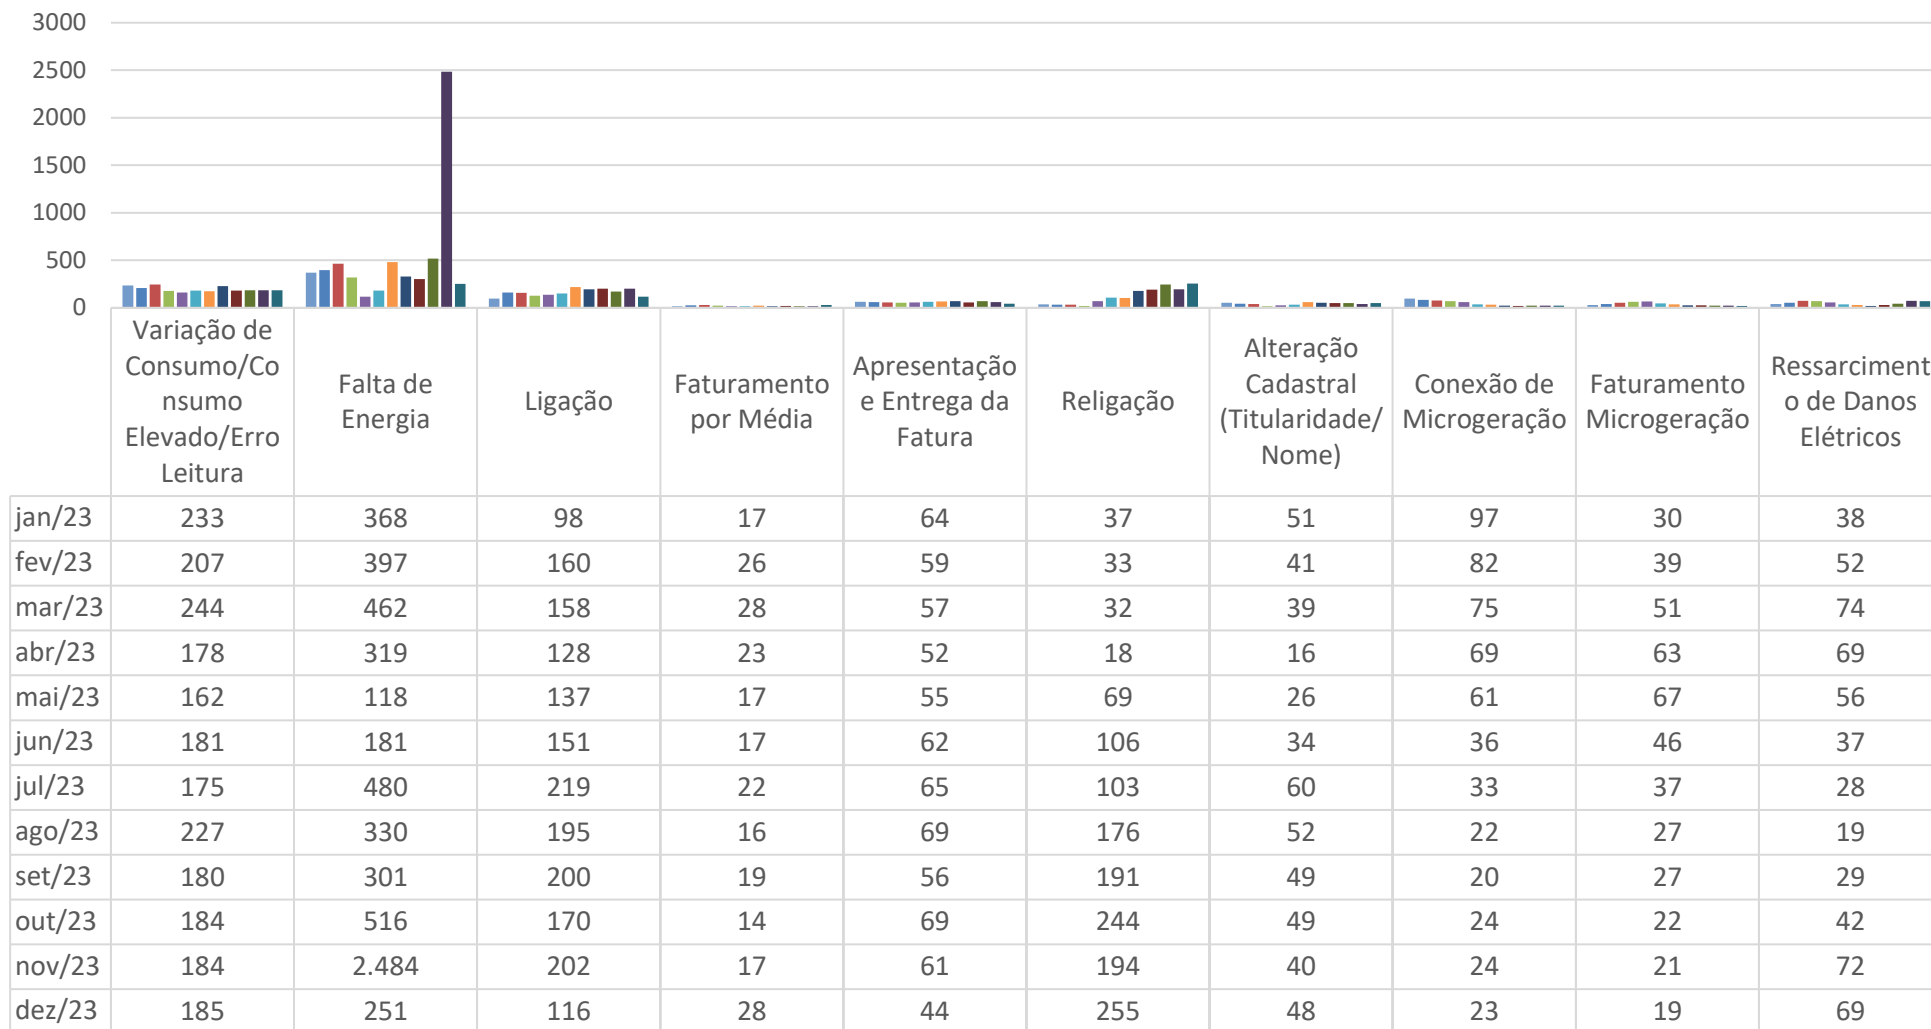 3000
2500
2000
1500
1000
500
0
Variação de
Consumo/Co
nsumo
Elevado/Erro
Leitura
Falta de
Energia
Ligação
Faturamento
por Média
Apresentação
e Entrega da
Fatura
Religação
Alteração
Cadastral
(Titularidade/
Nome)
Conexão de
Microgeração
Faturamento
Microgeração
Ressarciment
o de Danos
Elétricos
jan/23 233 368 98 17 64 37 51 97 30 38
fev/23 207 397 160 26 59 33 41 82 39 52
mar/23 244 462 158 28 57 32 39 75 51 74
abr/23 178 319 128 23 52 18 16 69 63 69
mai/23 162 118 137 17 55 69 26 61 67 56
jun/23 181 181 151 17 62 106 34 36 46 37
jul/23 175 480 219 22 65 103 60 33 37 28
ago/23 227 330 195 16 69 176 52 22 27 19
set/23 180 301 200 19 56 191 49 20 27 29
out/23 184 516 170 14 69 244 49 24 22 42
nov/23 184 2.484 202 17 61 194 40 24 21 72
dez/23 185 251 116 28 44 255 48 23 19 69